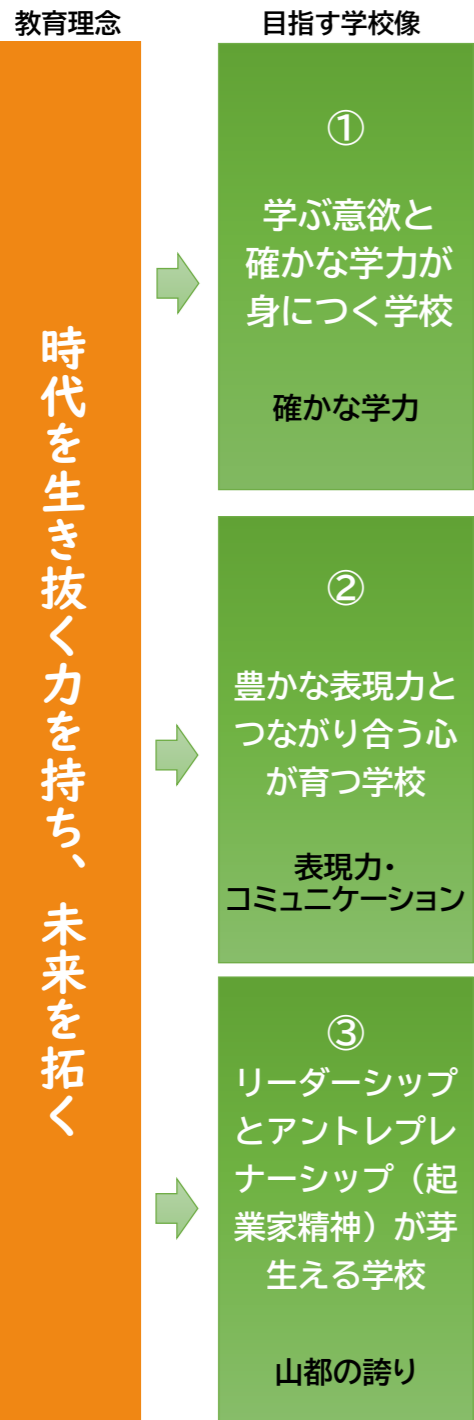 教育理念
目指す学校像
時代を生き抜く力を持ち、未来を拓く
①
学ぶ意欲と
確かな学力が
身につく学校
確かな学力
②
豊かな表現力と
つながり合う心
が育つ学校
表現力・
コミュニケーション
③
リーダーシップ
とアントレプレ
ナーシップ（起
業家精神）が芽
生える学校
山都の誇り